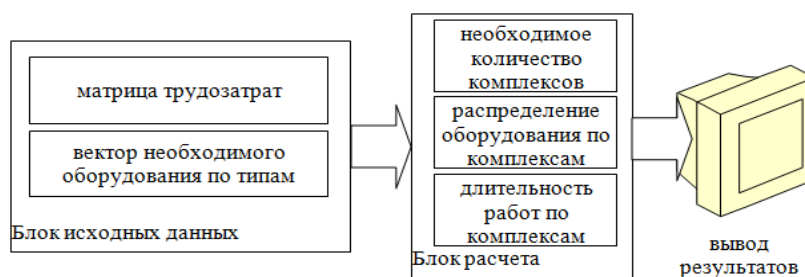 матрица трудозатрат
вектор необходимого
оборудования по типам
Блок исходных данных
необходимое
количество
комплексов
распределение
оборудования по
комплексам
длительность
работ по
комплексам
Блок расчета
вывод
результатов